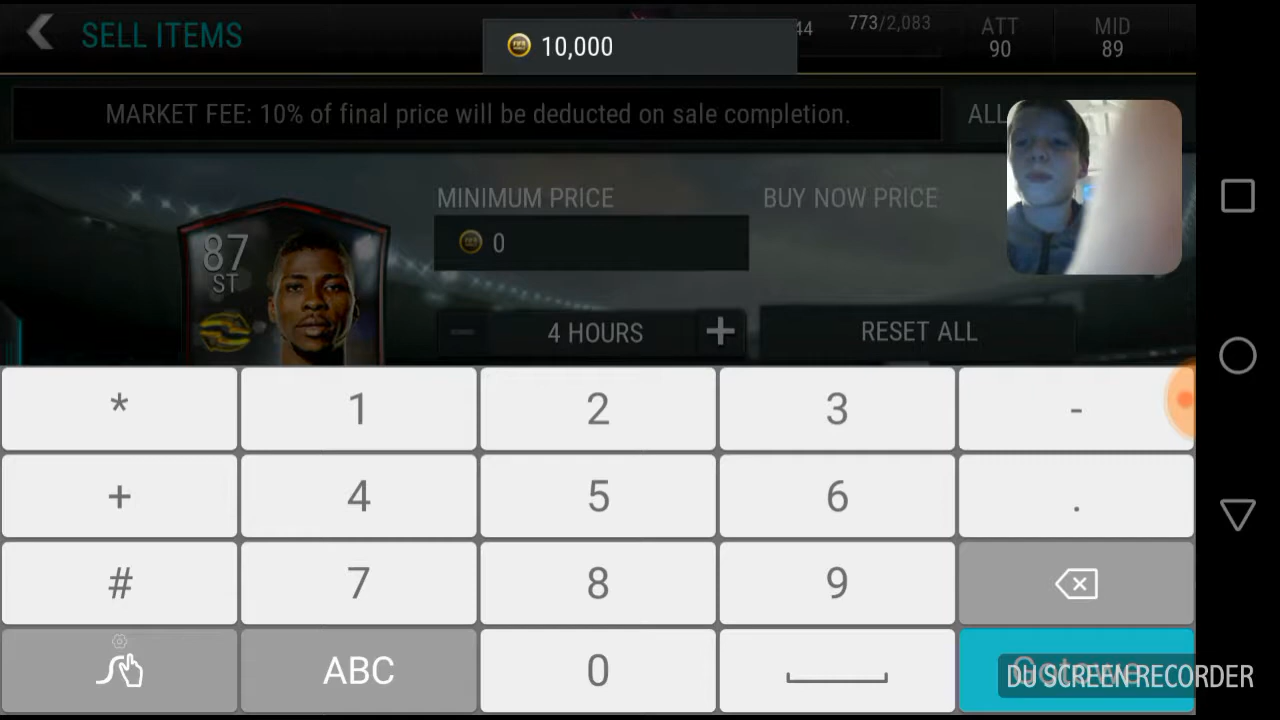 SELL ITEMS
10,000
44
773/2,083
ATT
90
MID
89
MARKET FEE: 10% of final price will be deducted on sale completion.
ALL
87
ST
MINIMUM PRICE
BUY NOW PRICE
0
4 HOURS
+
RESET ALL
* 1 2 3 -
+ 4 5 6 .
# 7 8 9
ABC 0
DU SCREEN RECORDER